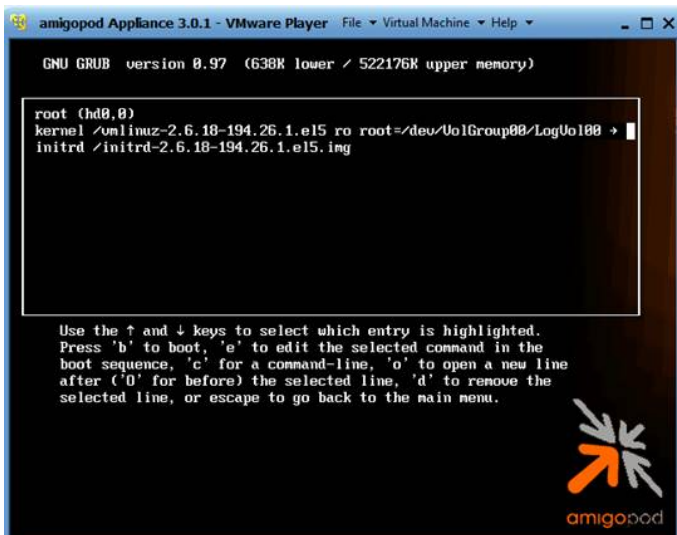 amigopod Appliance 3.0.1 - VMware Player File ▾ Virtual Machine ▾ Help ▾
GNU GRUB version 0.97 (638K lower / 522176K upper memory)
root (hd0,0)
kernel /vmlinuz-2.6.18-194.26.1.el5 ro root=/dev/VolGroup00/LogVol00 →
initrd /initrd-2.6.18-194.26.1.el5.img
Use the ↑ and ↓ keys to select which entry is highlighted.
Press 'b' to boot, 'e' to edit the selected command in the
boot sequence, 'c' for a command-line, 'o' to open a new line
after ('O' for before) the selected line, 'd' to remove the
selected line, or escape to go back to the main menu.
amigopod